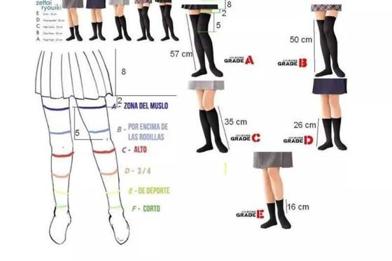 zettai
ryouiki
8
2
5
A - ZONA DEL MUSLO
B - POR ENCIMA DE
LAS RODILLAS
C - ALTO
D - 3 / 4
E - DE DEPORTE
F - CORTO
8
2
5
57 cm
GRADE A
50 cm
GRADE B
35 cm
GRADE C
26 cm
GRADE D
16 cm
GRADE E